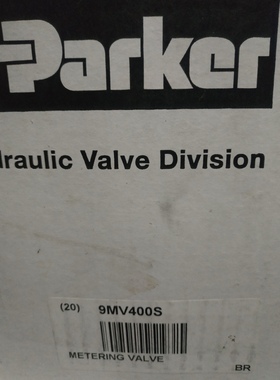 Parker
draulic Valve Division
(20) 9MV400S
METERING VALVE
BR